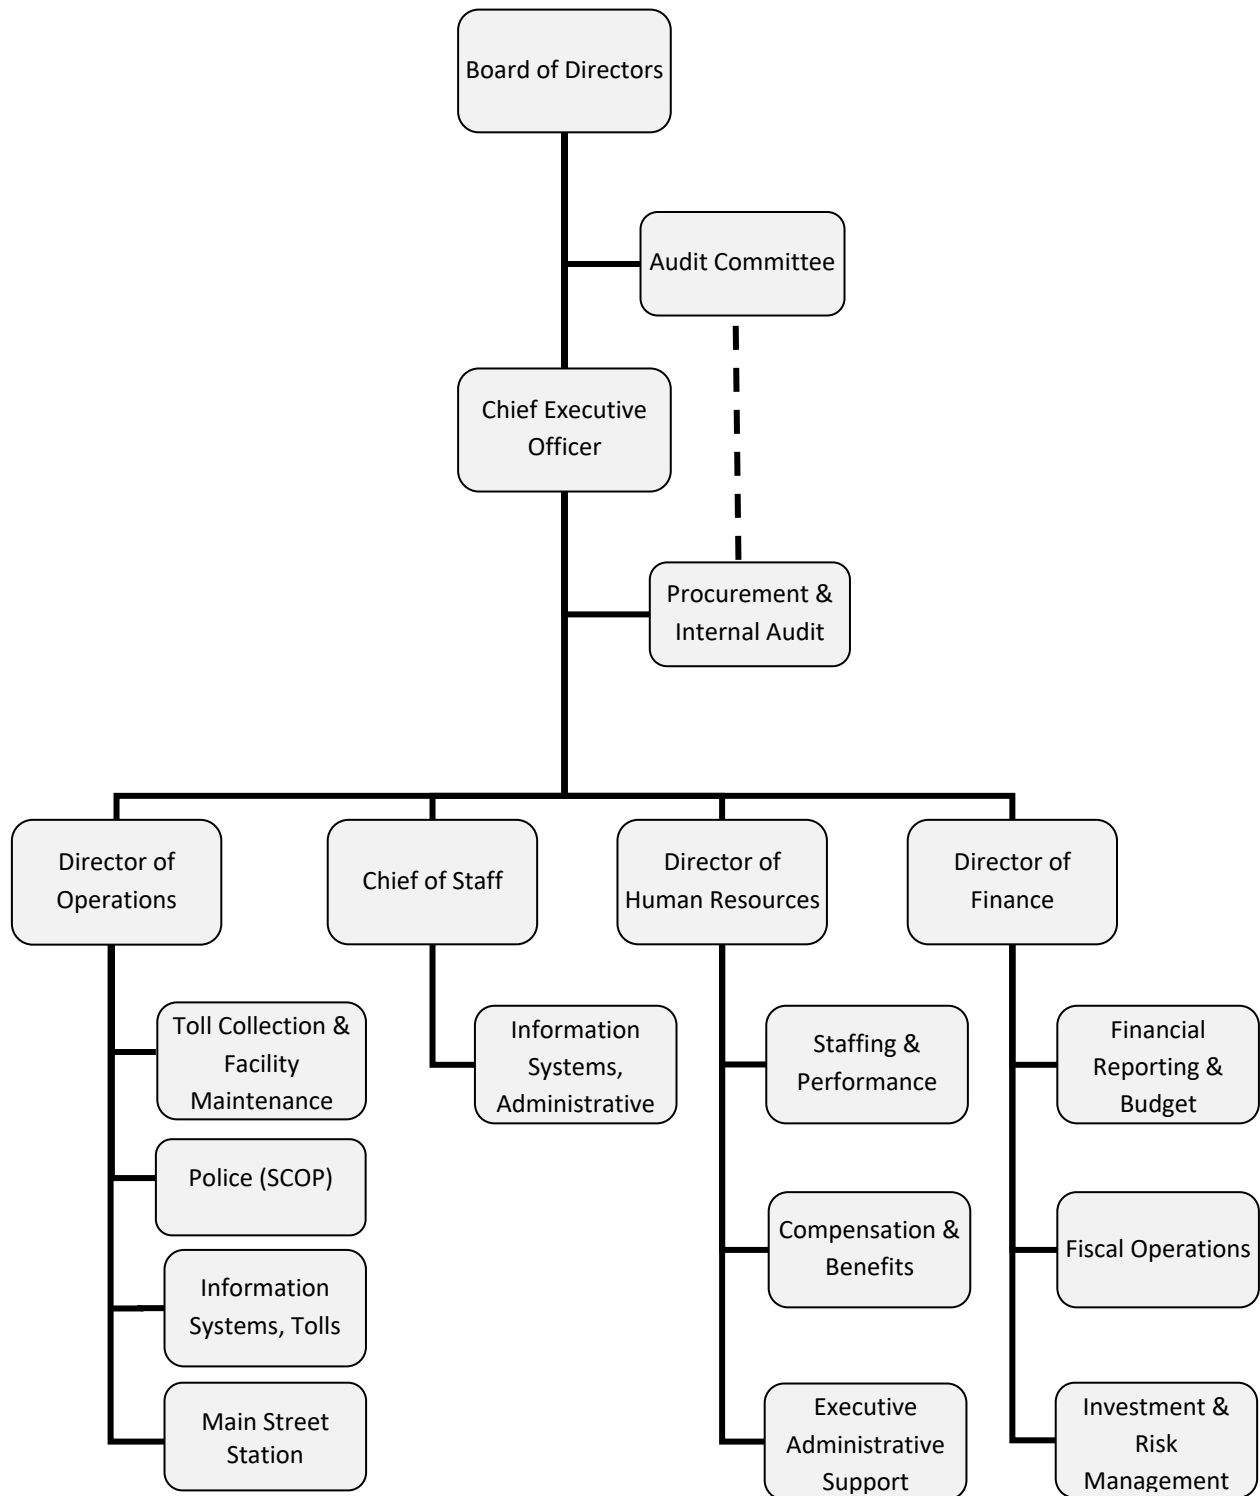 Board of Directors
Audit Committee
Chief Executive
Officer
Procurement &
Internal Audit
Director of
Operations
Chief of Staff
Director of
Human Resources
Director of
Finance
Toll Collection &
Facility
Maintenance
Police (SCOP)
Information
Systems, Tolls
Main Street
Station
Information
Systems,
Administrative
Staffing &
Performance
Compensation &
Benefits
Executive
Administrative
Support
Financial
Reporting &
Budget
Fiscal Operations
Investment &
Risk
Management